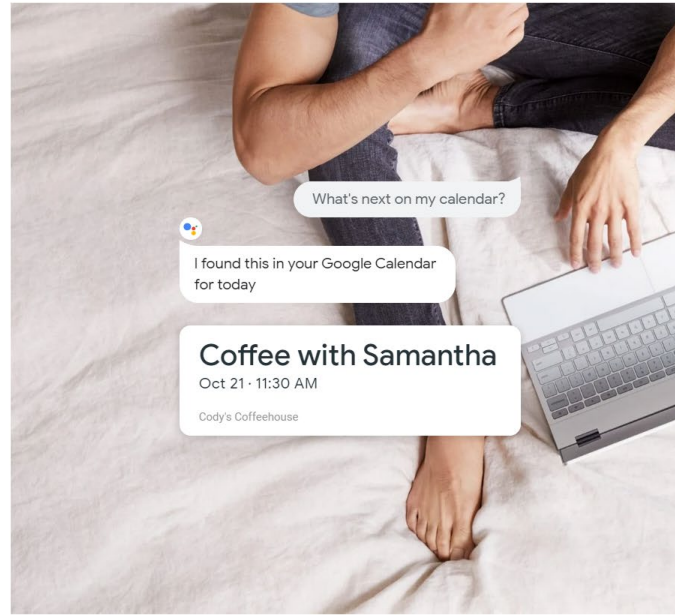 What's next on my calendar?
I found this in your Google Calendar
for today
Coffee with Samantha
Oct 21 · 11:30 AM
Cody's Coffeehouse